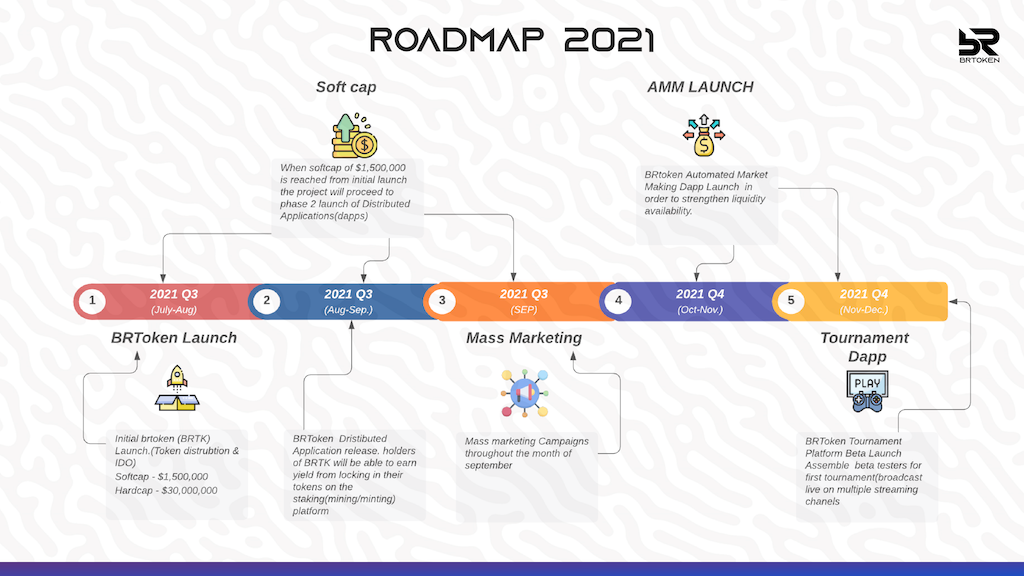 ROADMAP 2021
BR
BRTOKEN
Soft cap
When softcap of $1,500,000
is reached from initial launch
the project will proceed to
phase 2 launch of Distributed
Applications(dapps)
AMM LAUNCH
BRtoken Automated Market
Making Dapp Launch in
order to strengthen liquidity
availability.
1
2021 Q3
(July-Aug)
2
2021 Q3
(Aug-Sep.)
3
2021 Q3
(SEP)
4
2021 Q4
(Oct-Nov.)
5
2021 Q4
(Nov-Dec.)
BRToken Launch
Initial brtoken (BRTK)
Launch.(Token distrubtion &
IDO)
Softcap - $1,500,000
Hardcap - $30,000,000
BRToken Distibuted
Application release. holders
of BRTK will be able to earn
yield from locking in their
tokens on the
staking(mining/minting)
platform
Mass Marketing
Mass marketing Campaigns
throughout the month of
september
Tournament
Dapp
PLAY
BRToken Tournament
Platform Beta Launch
Assemble beta testers for
first tournament(broadcast
live on multiple streaming
chanels